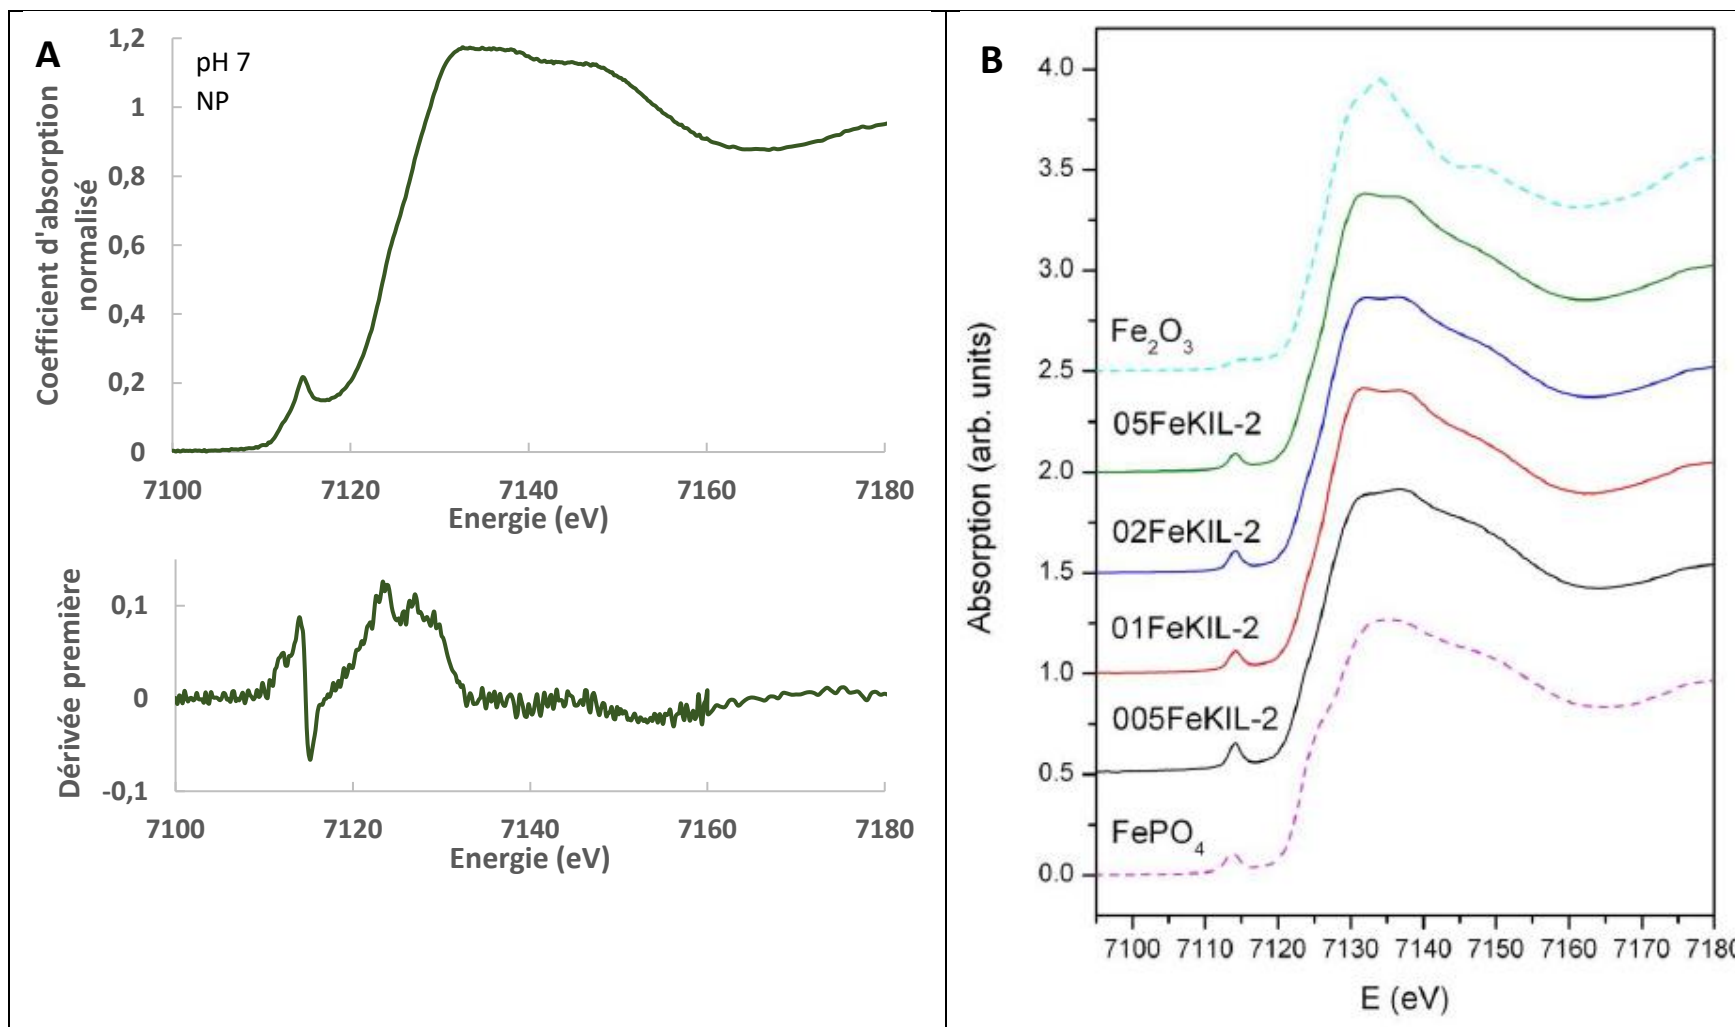 A
pH 7
NP
Coefficient d'absorption
normalisé
1,2
1
0,8
0,6
0,4
0,2
0
7100 7120 7140 7160 7180
Energie (eV)
Dérivée première
0,1
0
-0,1
7100 7120 7140 7160 7180
Energie (eV)
B
Absorption (arb. units)
4.0
3.5
3.0
2.5
2.0
1.5
1.0
0.5
0.0
Fe2O3
05FeKIL-2
02FeKIL-2
01FeKIL-2
005FeKIL-2
FePO4
7100 7110 7120 7130 7140 7150 7160 7170 7180
E (eV)